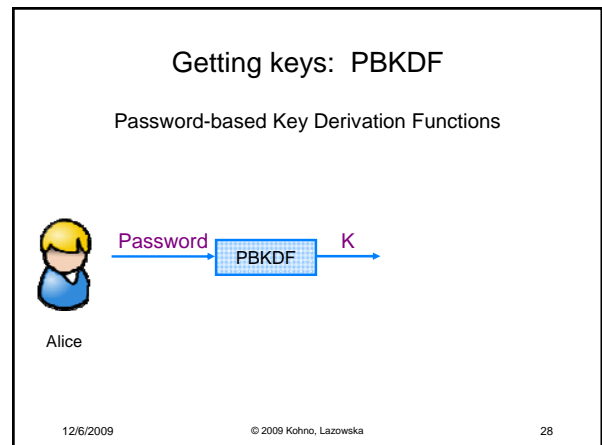 Getting keys: PBKDF
Password-based Key Derivation Functions
Password
PBKDF
K
Alice
12/6/2009
© 2009 Kohno, Lazowska
28